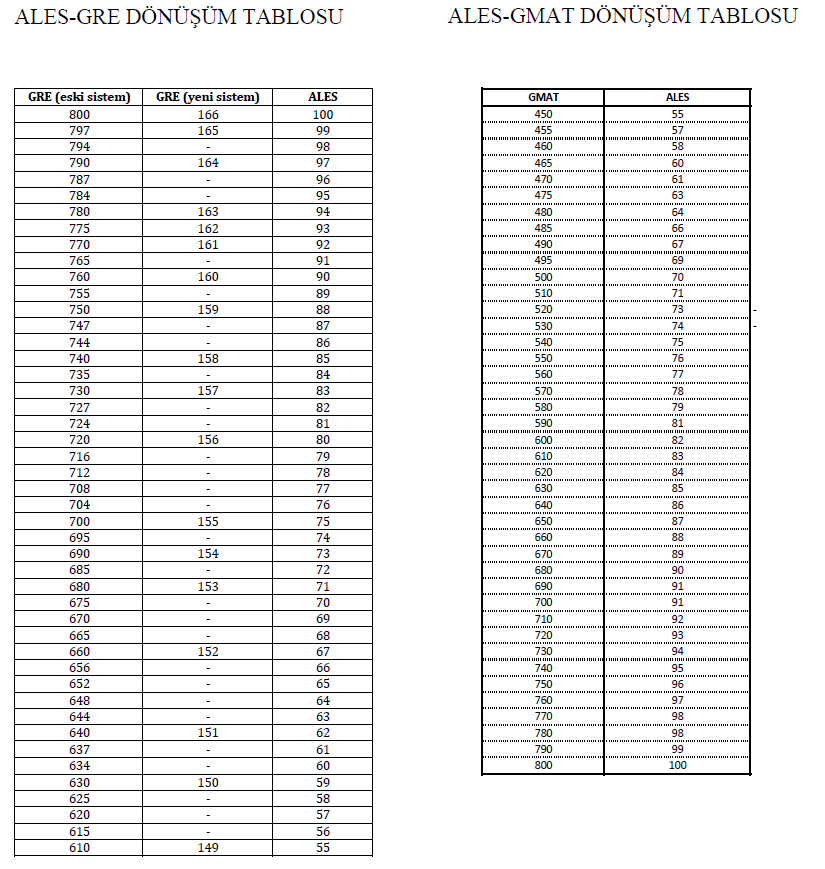 ALES-GRE DÖNÜŞÜM TABLOSU
GRE (eski sistem) GRE (yeni sistem) ALES
800 166 100
797 165 99
794 - 98
790 164 97
787 - 96
784 - 95
780 163 94
775 162 93
770 161 92
765 - 91
760 160 90
755 - 89
750 159 88
747 - 87
744 - 86
740 158 85
735 - 84
730 157 83
727 - 82
724 - 81
720 156 80
716 - 79
712 - 78
708 - 77
704 - 76
700 155 75
695 - 74
690 154 73
685 - 72
680 153 71
675 - 70
670 - 69
665 - 68
660 152 67
656 - 66
652 - 65
648 - 64
644 - 63
640 151 62
637 - 61
634 - 60
630 150 59
625 - 58
620 - 57
615 - 56
610 149 55
ALES-GMAT DÖNÜŞÜM TABLOSU
GMAT ALES
450 55
455 57
460 58
465 60
470 61
475 63
480 64
485 66
490 67
495 69
500 70
510 71
520 73 -
530 74 -
540 75
550 76
560 77
570 78
580 79
590 81
600 82
610 83
620 84
630 85
640 86
650 87
660 88
670 89
680 90
690 91
700 91
710 92
720 93
730 94
740 95
750 96
760 97
770 98
780 98
790 99
800 100